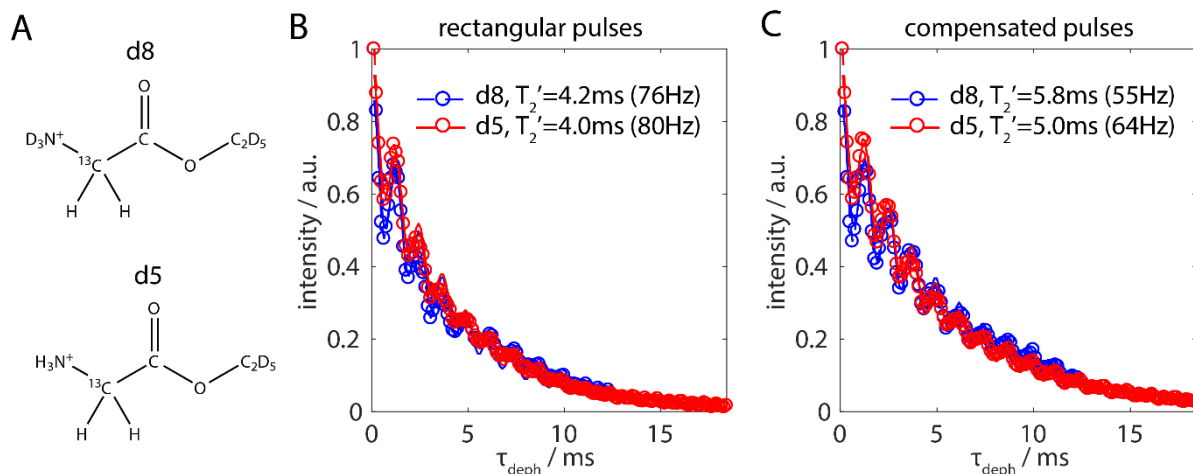 A
d8
O
D₃N⁺
¹³C
O
C₂D₅
H
H
d5
O
H₃N⁺
¹³C
O
C₂D₅
H
H
B
rectangular pulses
d8, T₂'=4.2ms (76Hz)
d5, T₂'=4.0ms (80Hz)
intensity / a.u.
1
0.8
0.6
0.4
0.2
0
0 5 10 15
τdeph / ms
C
compensated pulses
d8, T₂'=5.8ms (55Hz)
d5, T₂'=5.0ms (64Hz)
intensity / a.u.
1
0.8
0.6
0.4
0.2
0
0 5 10 15
τdeph / ms